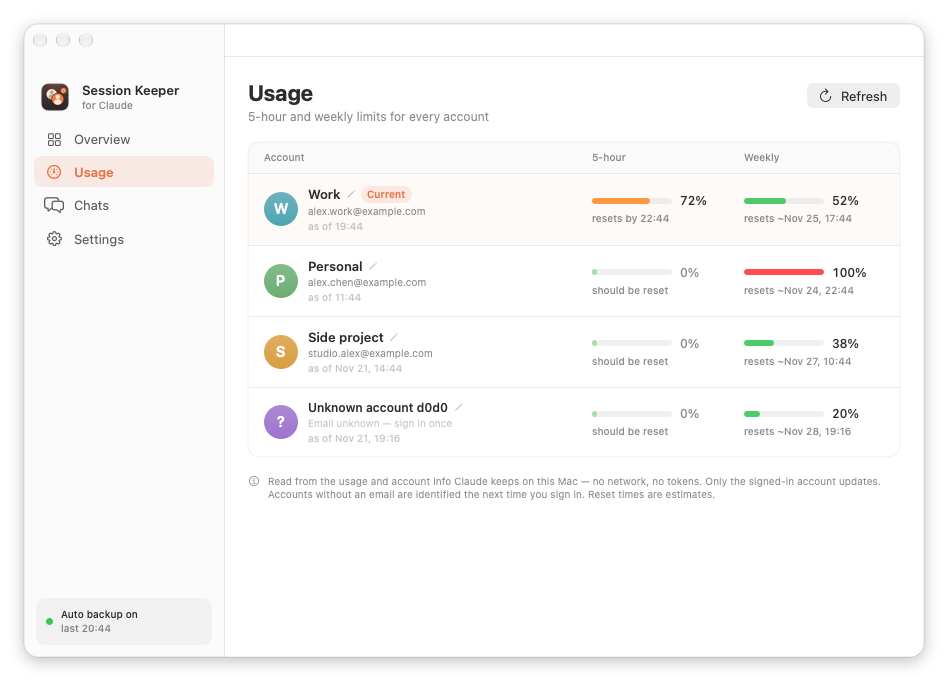 Session Keeper
for Claude
Overview
Usage
Chats
Settings
Auto backup on
last 20:44
Usage
5-hour and weekly limits for every account
Refresh
Account 5-hour Weekly
W
Work Current
alex.work@example.com
as of 19:44
72%
resets by 22:44
52%
resets ~Nov 25, 17:44
P
Personal
alex.chen@example.com
as of 11:44
0%
should be reset
100%
resets ~Nov 24, 22:44
S
Side project
studio.alex@example.com
as of Nov 21, 14:44
0%
should be reset
38%
resets ~Nov 27, 10:44
?
Unknown account d0d0
Email unknown — sign in once
as of Nov 21, 19:16
0%
should be reset
20%
resets ~Nov 28, 19:16
Read from the usage and account info Claude keeps on this Mac — no network, no tokens. Only the signed-in account updates.
Accounts without an email are identified the next time you sign in. Reset times are estimates.